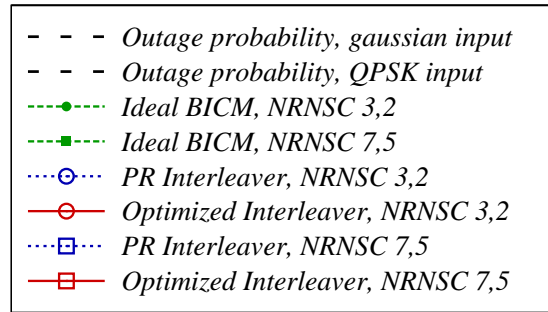 Outage probability, gaussian input
Outage probability, QPSK input
Ideal BICM, NRNSC 3,2
Ideal BICM, NRNSC 7,5
PR Interleaver, NRNSC 3,2
Optimized Interleaver, NRNSC 3,2
PR Interleaver, NRNSC 7,5
Optimized Interleaver, NRNSC 7,5